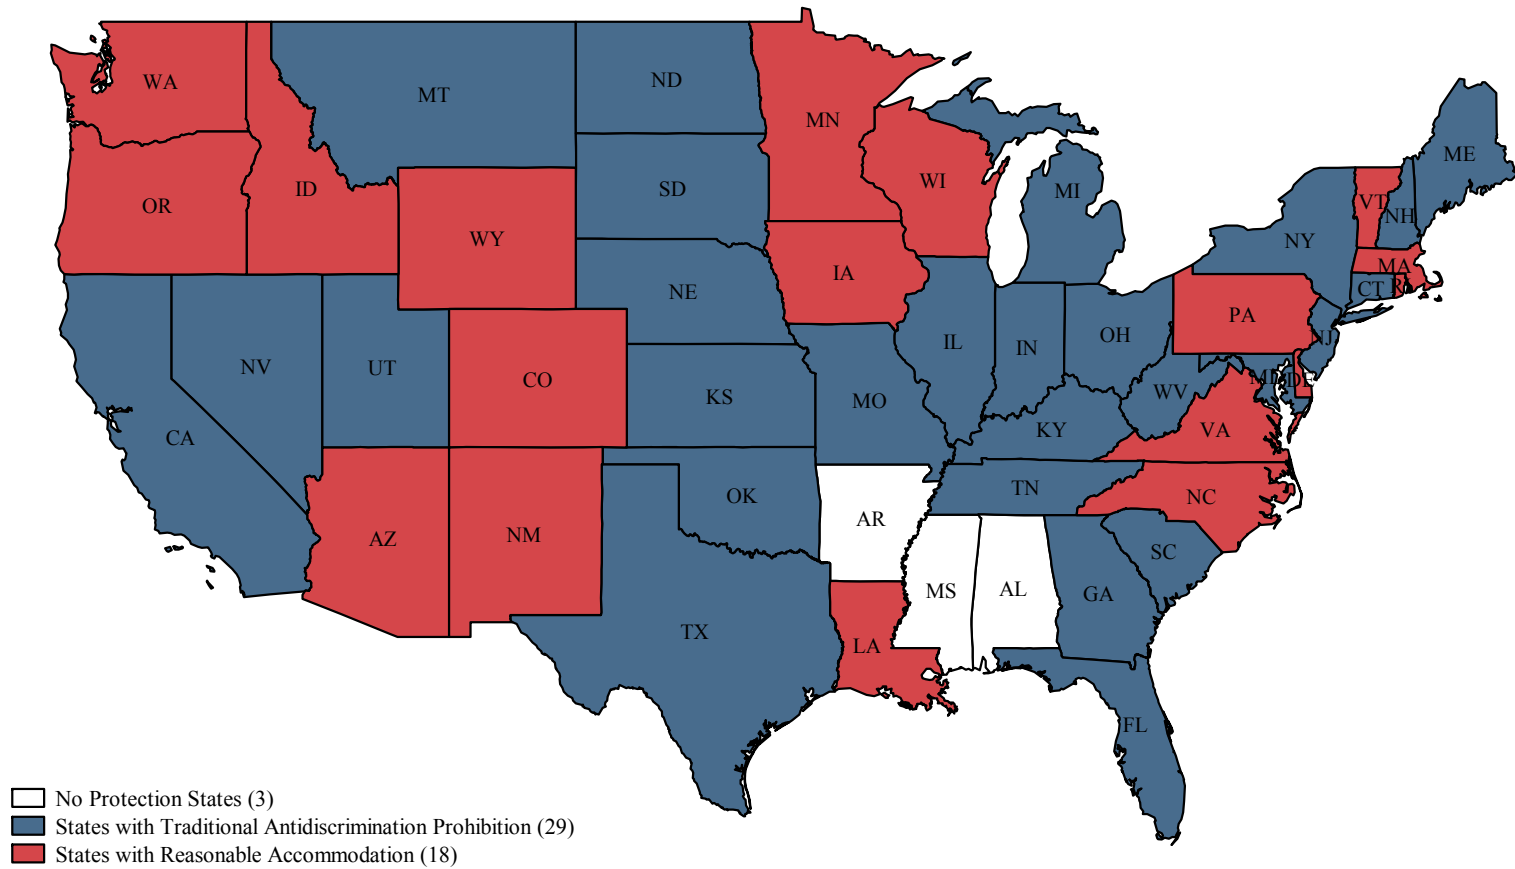 WA
MT
ND
MN
ME
WI
ID
SD
MI
VT
OR
NH
WY
NY
IA
MA
NE
CT
RI
PA
OH
NJ
IL
IN
NV
UT
CO
MD
DE
WV
KS
MO
KY
VA
CA
TN
OK
NC
AR
AZ
NM
SC
MS
AL
GA
TX
LA
FL
No Protection States (3)
States with Traditional Antidiscrimination Prohibition (29)
States with Reasonable Accommodation (18)